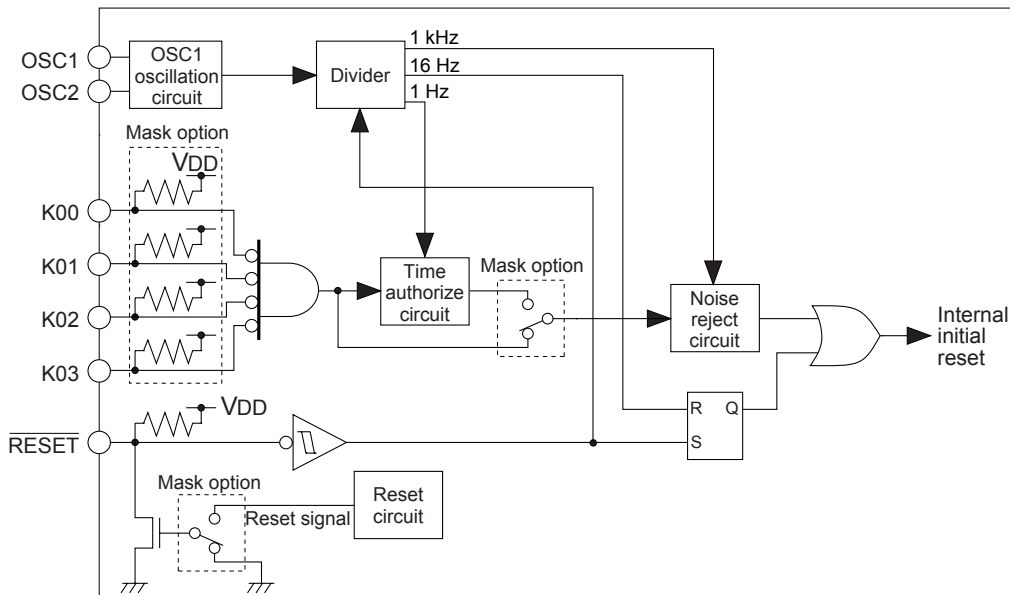 OSC1
OSC2
OSC1
oscillation
circuit
Divider
1 kHz
16 Hz
1 Hz
Mask option
VDD
K00
K01
K02
K03
Time
authorize
circuit
Mask option
Noise
reject
circuit
Internal
initial
reset
R Q
S
RESET
VDD
Mask option
Reset signal
Reset
circuit